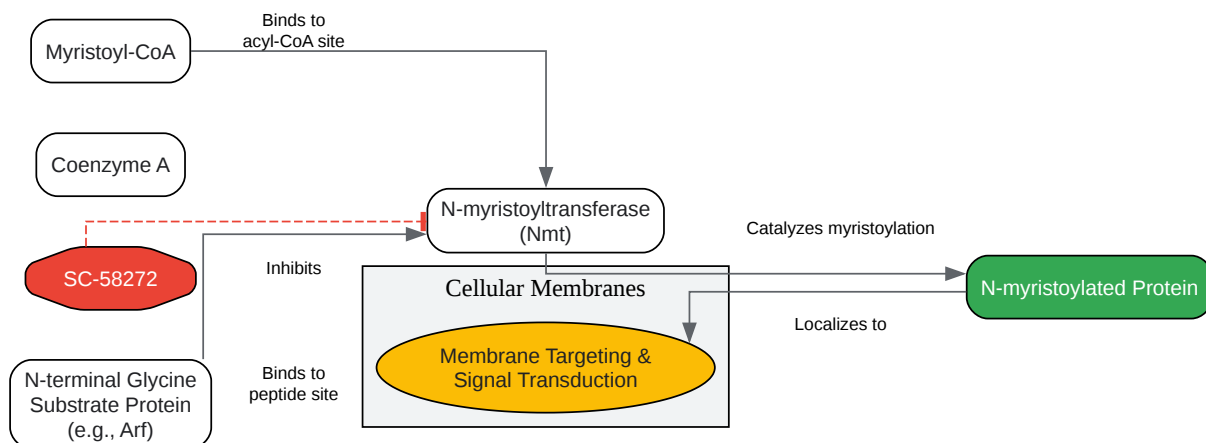 Binds to
acyl-CoA site
Myristoyl-CoA
Coenzyme A
N-myristoyltransferase
(Nmt)
Catalyzes myristoylation
SC-58272
Inhibits
Cellular Membranes
N-myristoylated Protein
Localizes to
Membrane Targeting &
Signal Transduction
N-terminal Glycine
Substrate Protein
(e.g., Arf)
Binds to
peptide site